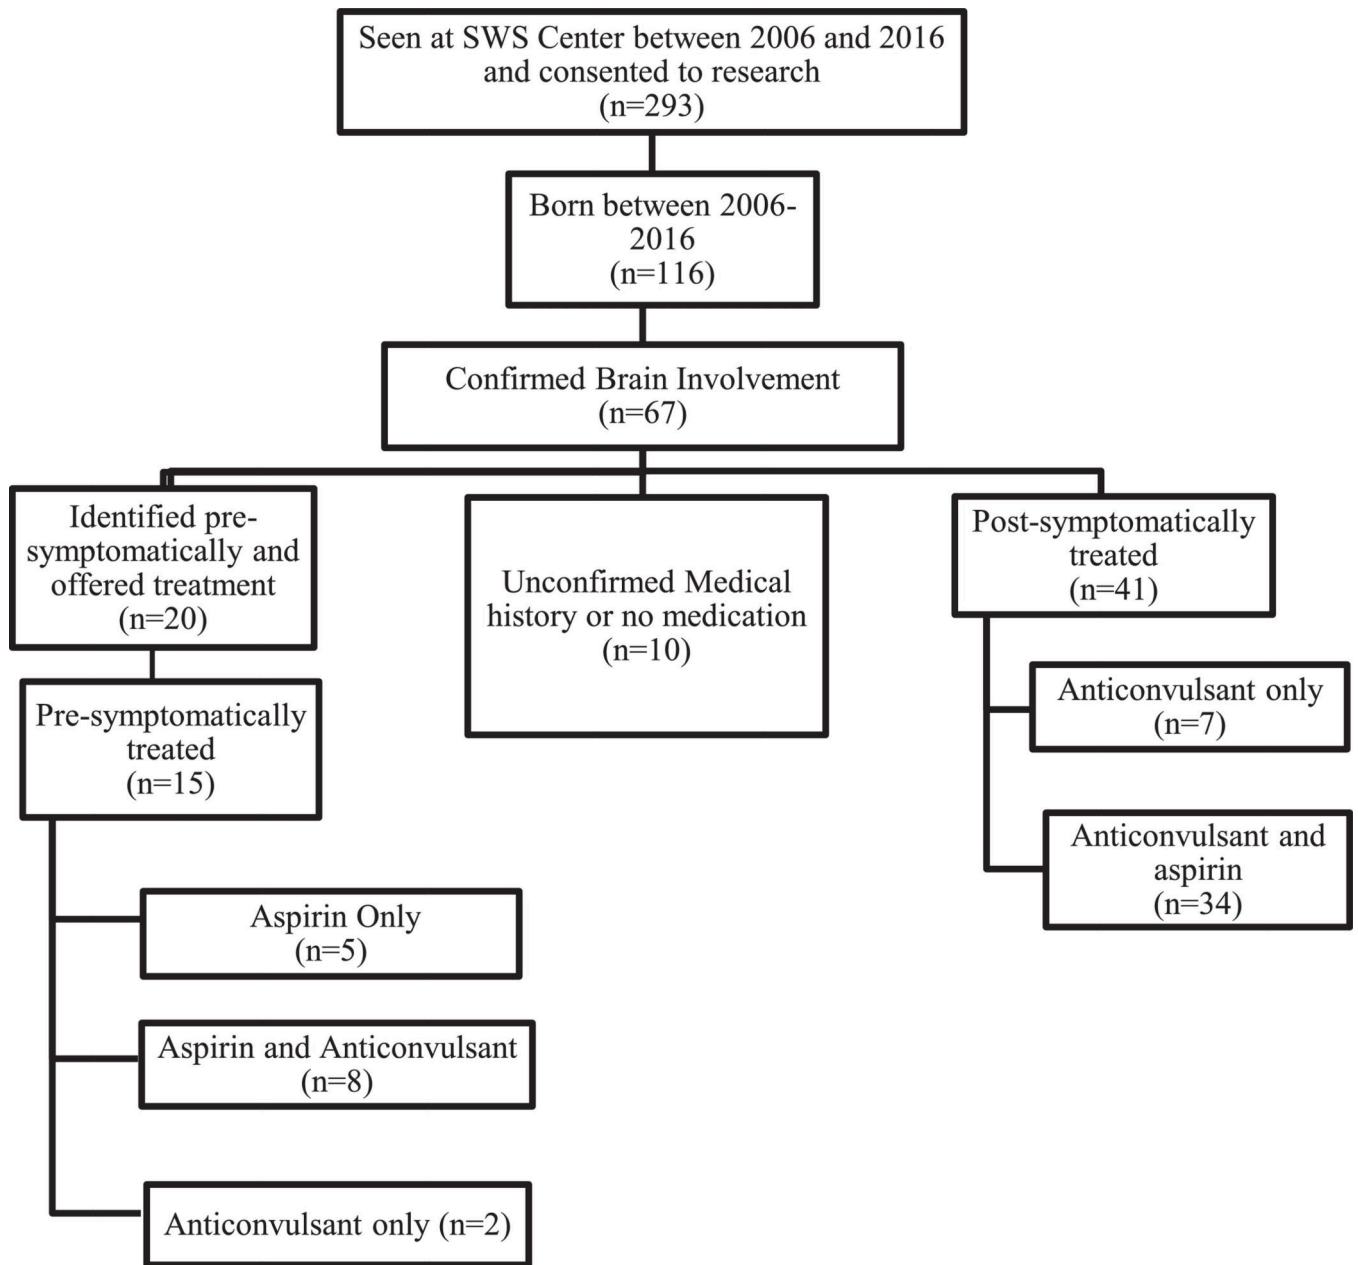 Seen at SWS Center between 2006 and 2016
and consented to research
(n=293)
Born between 2006-
2016
(n=116)
Confirmed Brain Involvement
(n=67)
Identified pre-
symptomatically and
offered treatment
(n=20)
Unconfirmed Medical
history or no medication
(n=10)
Post-symptomatically
treated
(n=41)
Pre-symptomatically
treated
(n=15)
Anticonvulsant only
(n=7)
Anticonvulsant and
aspirin
(n=34)
Aspirin Only
(n=5)
Aspirin and Anticonvulsant
(n=8)
Anticonvulsant only (n=2)